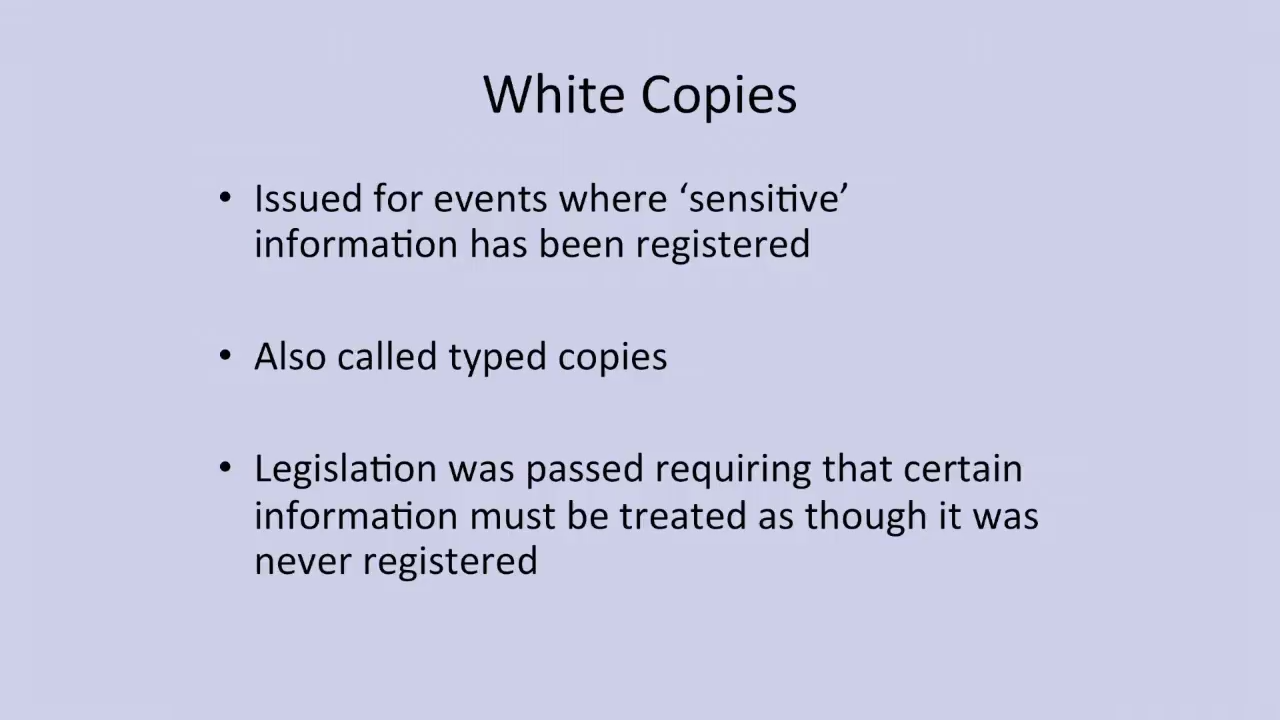 White Copies
• Issued for events where ‘sensitive’
information has been registered
• Also called typed copies
• Legislation was passed requiring that certain
information must be treated as though it was
never registered